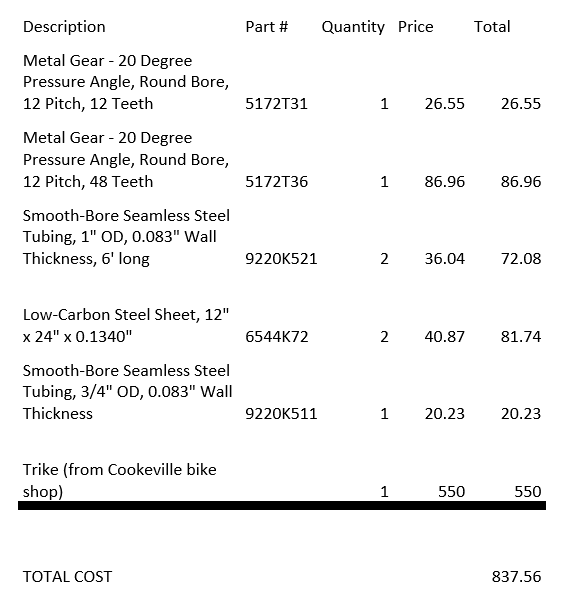 Description Part # Quantity Price Total
Metal Gear - 20 Degree
Pressure Angle, Round Bore,
12 Pitch, 12 Teeth 5172T31 1 26.55 26.55
Metal Gear - 20 Degree
Pressure Angle, Round Bore,
12 Pitch, 48 Teeth 5172T36 1 86.96 86.96
Smooth-Bore Seamless Steel
Tubing, 1" OD, 0.083" Wall
Thickness, 6' long 9220K521 2 36.04 72.08
Low-Carbon Steel Sheet, 12"
x 24" x 0.1340" 6544K72 2 40.87 81.74
Smooth-Bore Seamless Steel
Tubing, 3/4" OD, 0.083" Wall
Thickness 9220K511 1 20.23 20.23
Trike (from Cookeville bike
shop) 1 550 550
TOTAL COST 837.56